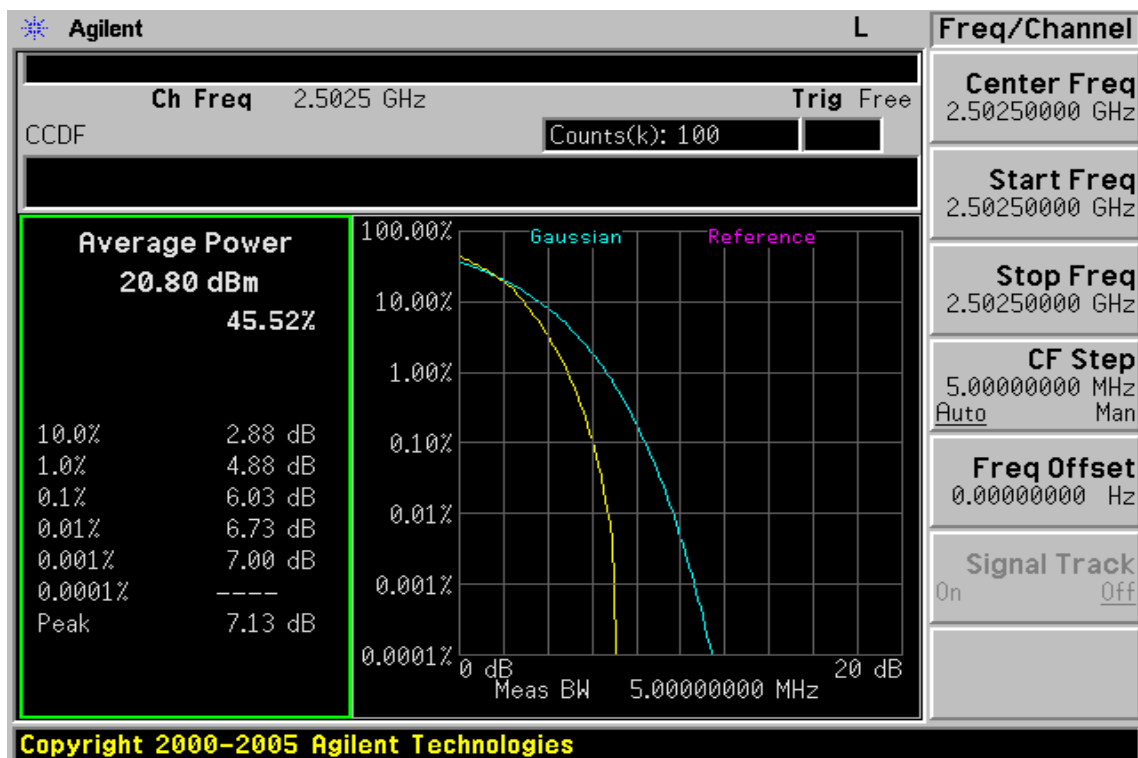 Agilent L
Ch Freq 2.5025 GHz Trig Free
CCDF Counts(k): 100
Average Power
20.80 dBm
45.52%
10.0% 2.88 dB
1.0% 4.88 dB
0.1% 6.03 dB
0.01% 6.73 dB
0.001% 7.00 dB
0.0001% ----
Peak 7.13 dB
Gaussian Reference
100.00%
10.00%
1.00%
0.10%
0.01%
0.001%
0.0001%
0 dB 20 dB
Meas BW 5.00000000 MHz
Freq/Channel
Center Freq
2.50250000 GHz
Start Freq
2.50250000 GHz
Stop Freq
2.50250000 GHz
CF Step
5.00000000 MHz
Auto Man
Freq Offset
0.00000000 Hz
Signal Track
On Off
Copyright 2000-2005 Agilent Technologies